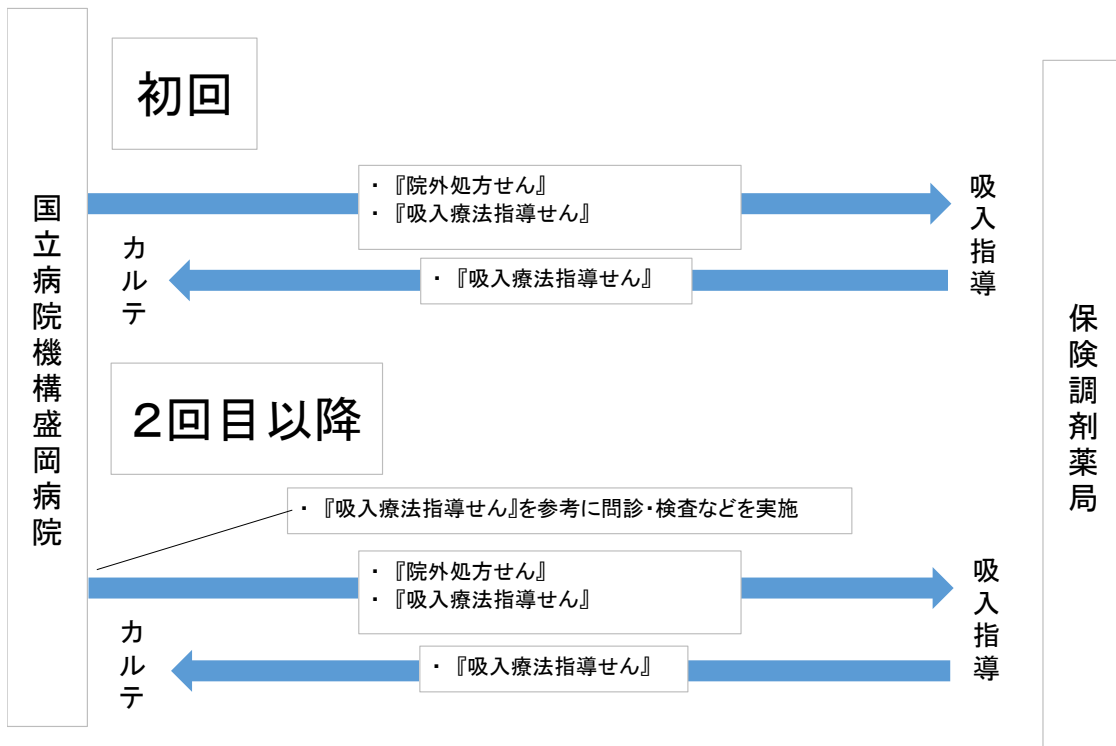 国立病院機構盛岡病院
初回
・ 『院外処方せん』
・ 『吸入療法指導せん』
吸入指導
カルテ
・ 『吸入療法指導せん』
保険調剤薬局
２回目以降
・ 『吸入療法指導せん』を参考に問診・検査などを実施
・ 『院外処方せん』
・ 『吸入療法指導せん』
吸入指導
カルテ
・ 『吸入療法指導せん』